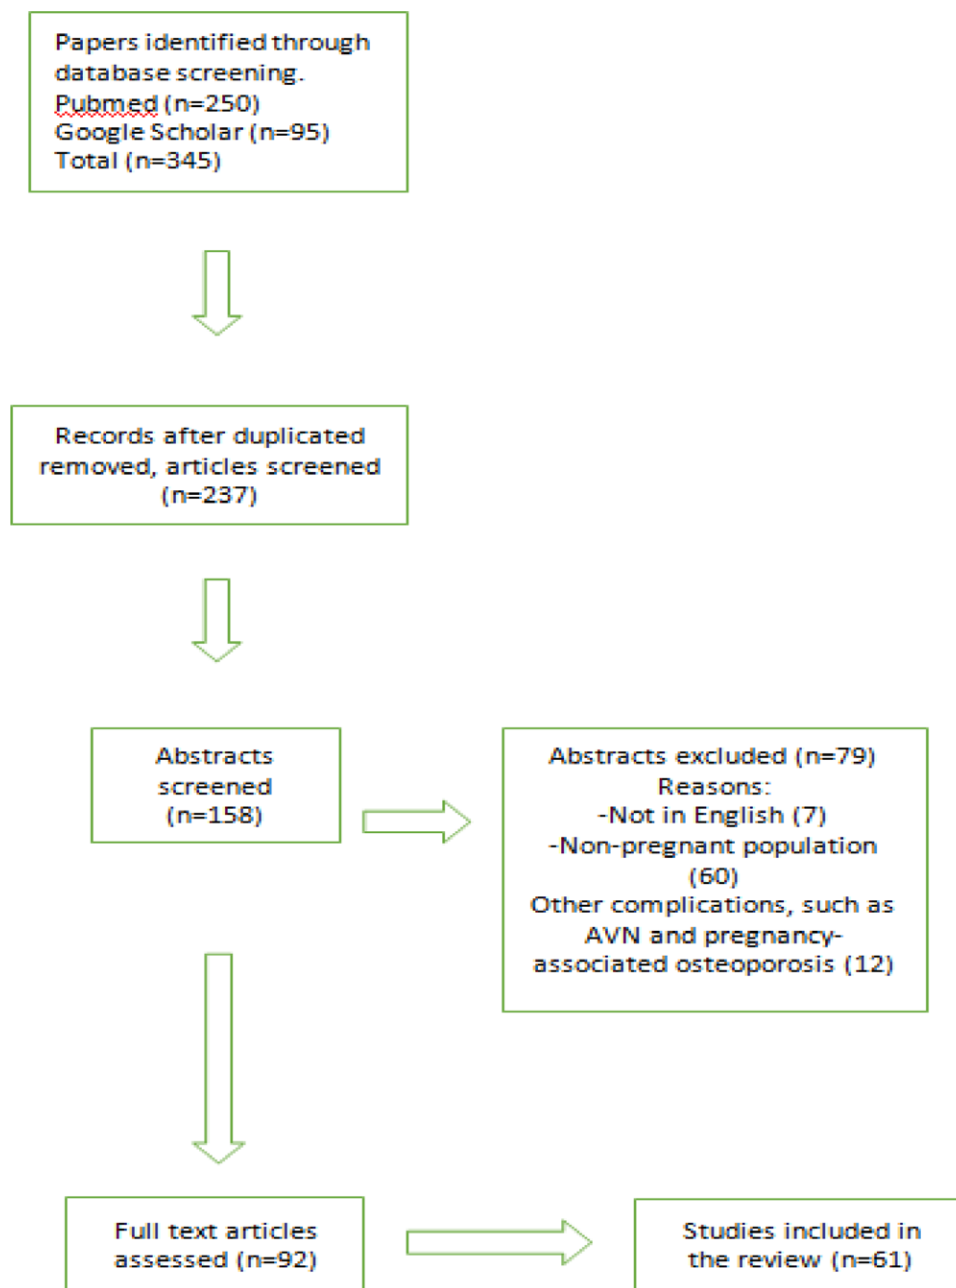 Papers identified through
database screening.
Pubmed (n=250)
Google Scholar (n=95)
Total (n=345)
Records after duplicated
removed, articles screened
(n=237)
Abstracts
screened
(n=158)
Abstracts excluded (n=79)
Reasons:
-Not in English (7)
-Non-pregnant population
(60)
Other complications, such as
AVN and pregnancy-
associated osteoporosis (12)
Full text articles
assessed (n=92)
Studies included in
the review (n=61)